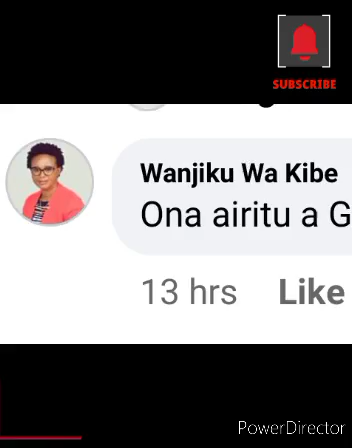 SUBSCRIBE
Wanjiku Wa Kibe
Ona airitu a G
13 hrs Like
PowerDirector